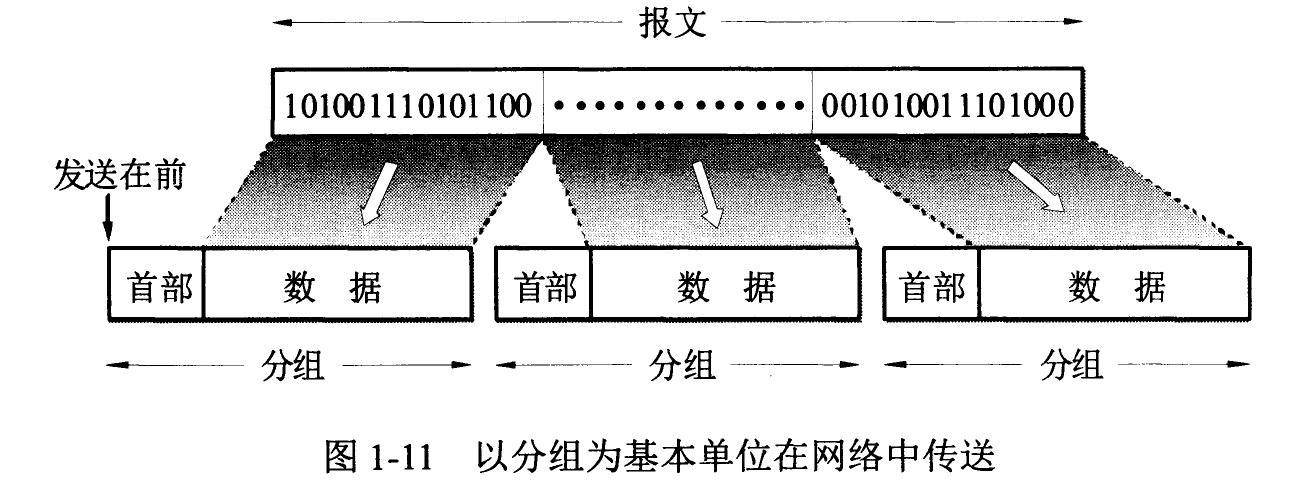 报文
101001110101100 ············· 001010011101000
发送在前
首部 数 据 首部 数 据 首部 数 据
分组 分组 分组
图 1-11 以分组为基本单位在网络中传送